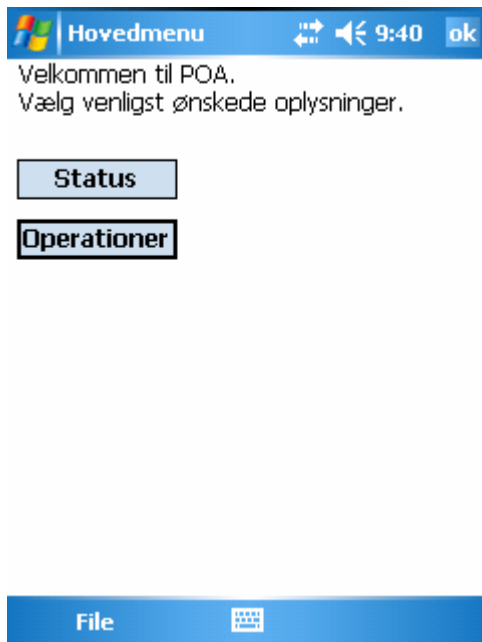 Hovedmenu 9:40 ok
Velkommen til POA.
Vælg venligst ønskede oplysninger.
Status
Operationer
File